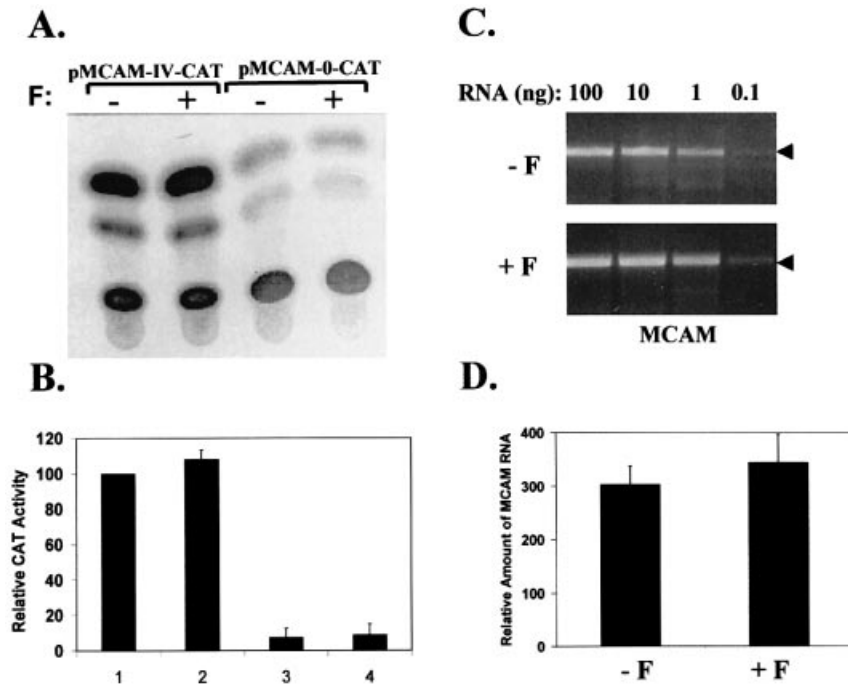 A.
pMCAM-IV-CAT pMCAM-0-CAT
F: - + - +
B.
Relative CAT Activity
120
100
80
60
40
20
0
1 2 3 4
C.
RNA (ng): 100 10 1 0.1
- F
+ F
MCAM
D.
Relative Amount of MCAM RNA
400
300
200
100
0
- F + F